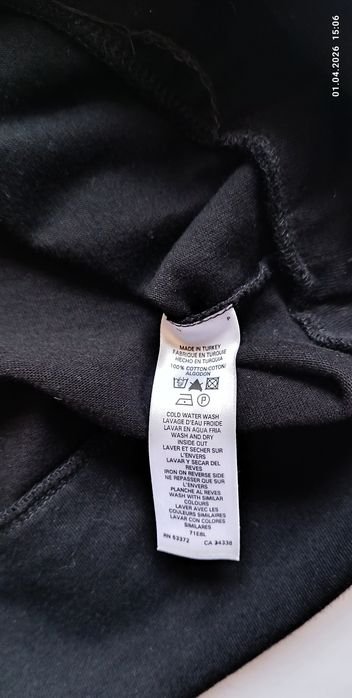 01.04.2026 15:06
P
MADE IN TURKEY
FABRIQUE EN TURQUIE
HECHO EN TURQUIA
100% COTTON/COTON/
ALGODON
P
COLD WATER WASH
LAVAGE D'EAU FROIDE
LAVAR EN AGUA FRIA
WASH AND DRY
INSIDE OUT
LAVER ET SECHER SUR
L'ENVERS
LAVAR Y SECAR DEL
REVES
IRON ON REVERSE SIDE
NE REPASSER QUE SUR
L'ENVERS
PLANCHE AL REVES
WASH WITH SIMILAR
COLOURS
LAVER AVEC LES
COULEURS SIMILAIRES
LAVAR CON COLORES
SIMILARES
71EBL
RN 93372 CA 34338